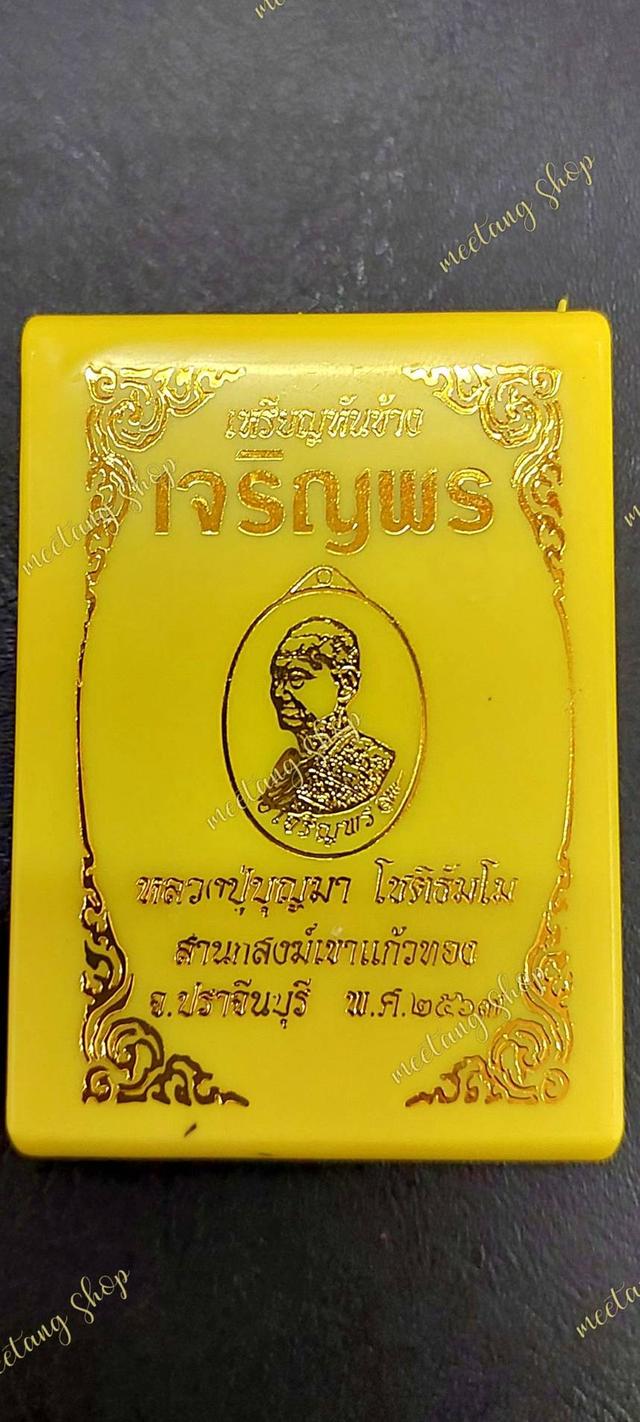 meetang Shop
เหรียญหันข้าง
เจริญพร
meetang Shop
เจริญพร
meetang Shop
หลวงปู่บุญมา โชติธัมโม
สำนักสงฆ์เขาแก้วทอง
จ.ปราจีนบุรี พ.ศ.๒๕๖๓
meetang Shop
meetang Shop
meetang